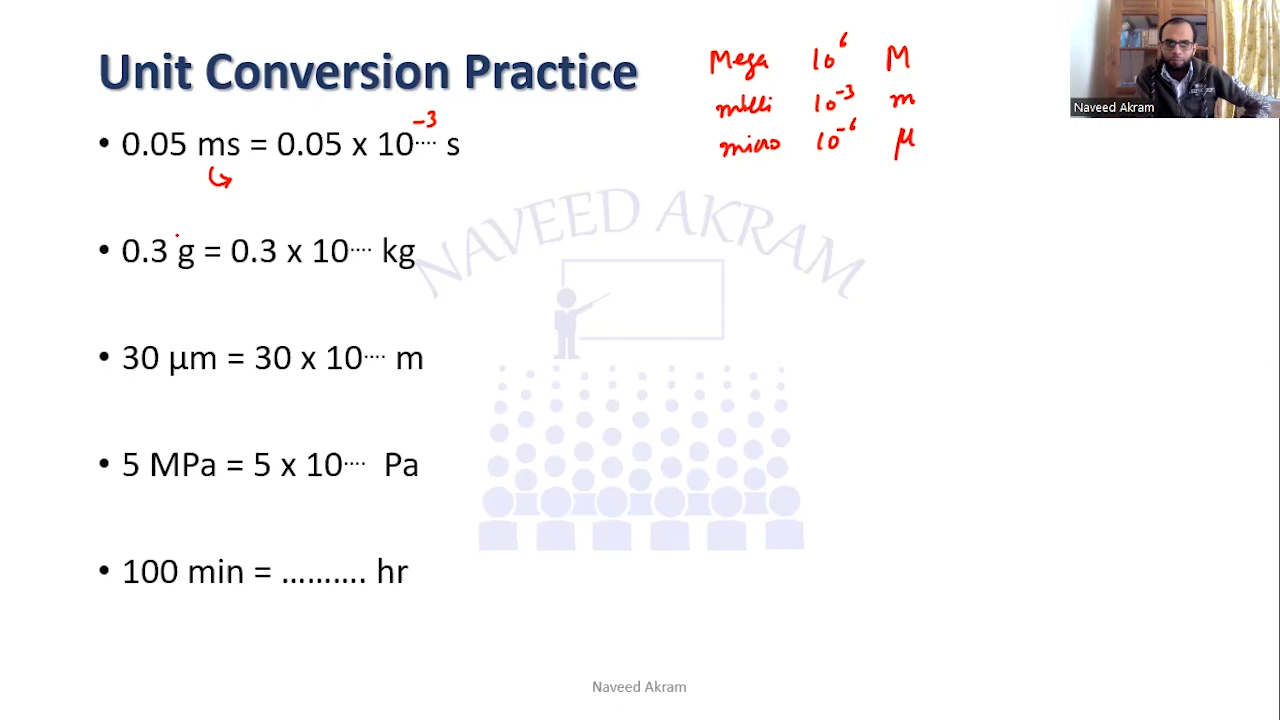 Unit Conversion Practice
Mega 10⁶ M
milli 10⁻³ m
micro 10⁻⁶ μ
Naveed Akram
• 0.05 ms = 0.05 x 10⁻³ ···· s
• 0.3 g = 0.3 x 10···· kg
NAVEED AKRAM
• 30 μm = 30 x 10···· m
• 5 MPa = 5 x 10···· Pa
• 100 min = .......... hr
Naveed Akram